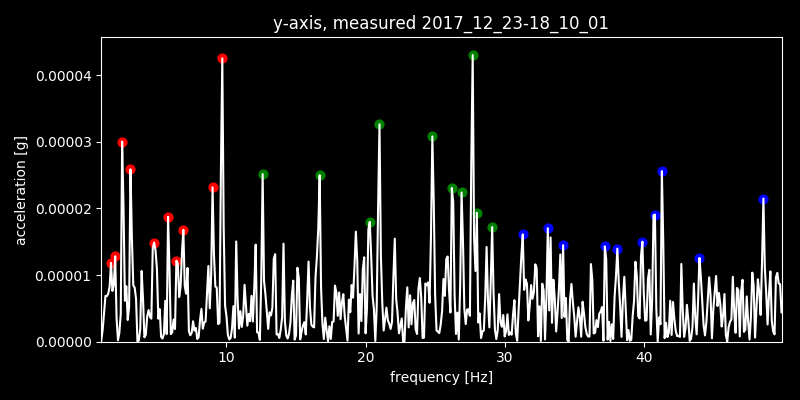 y-axis, measured 2017_12_23-18_10_01
acceleration [g]
0.00004
0.00003
0.00002
0.00001
0.00000
10 20 30 40
frequency [Hz]